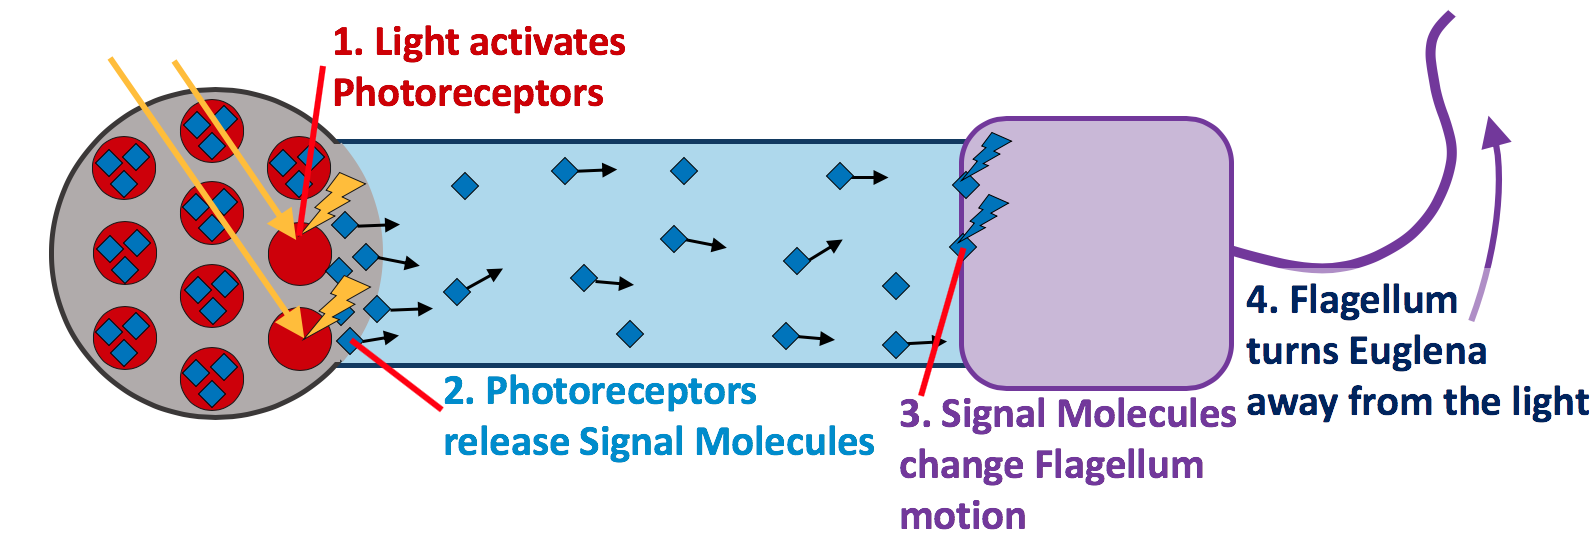 1. Light activates
Photoreceptors
2. Photoreceptors
release Signal Molecules
3. Signal Molecules
change Flagellum
motion
4. Flagellum
turns Euglena
away from the light